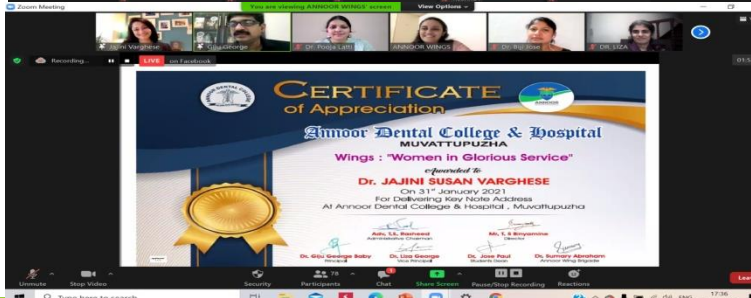 Zoom Meeting
You are viewing ANNOOR WINGS' screen
View Options
Jajini Varghese
Giju George
Dr. Pooja Latti
ANNOOR WINGS
Dr. Biji Jose
DR. LIZA
Recording...
LIVE on Facebook
CERTIFICATE
of Appreciation
ANNOOR
Annoor Dental College & Hospital
MUVATTUPUZHA
Wings : "Women in Glorious Service"
Awarded To
Dr. JAJINI SUSAN VARGHESE
On 31st January 2021
For Delivering Key Note Address
At Annoor Dental College & Hospital , Muvattupuzha
Adv. T.S. Rasheed
Administrative Chairman
Mr. T. S Binyamine
Director
Dr. Giju George Baby
Principal
Dr. Liza George
Vice Principal
Dr. Jose Paul
Students Dean
Dr. Sumary Abraham
Annoor Wing Brigade
Unmute
Stop Video
Security
Participants
78
Chat
Share Screen
Pause/Stop Recording
Reactions
Type here to search
ENG
17:36